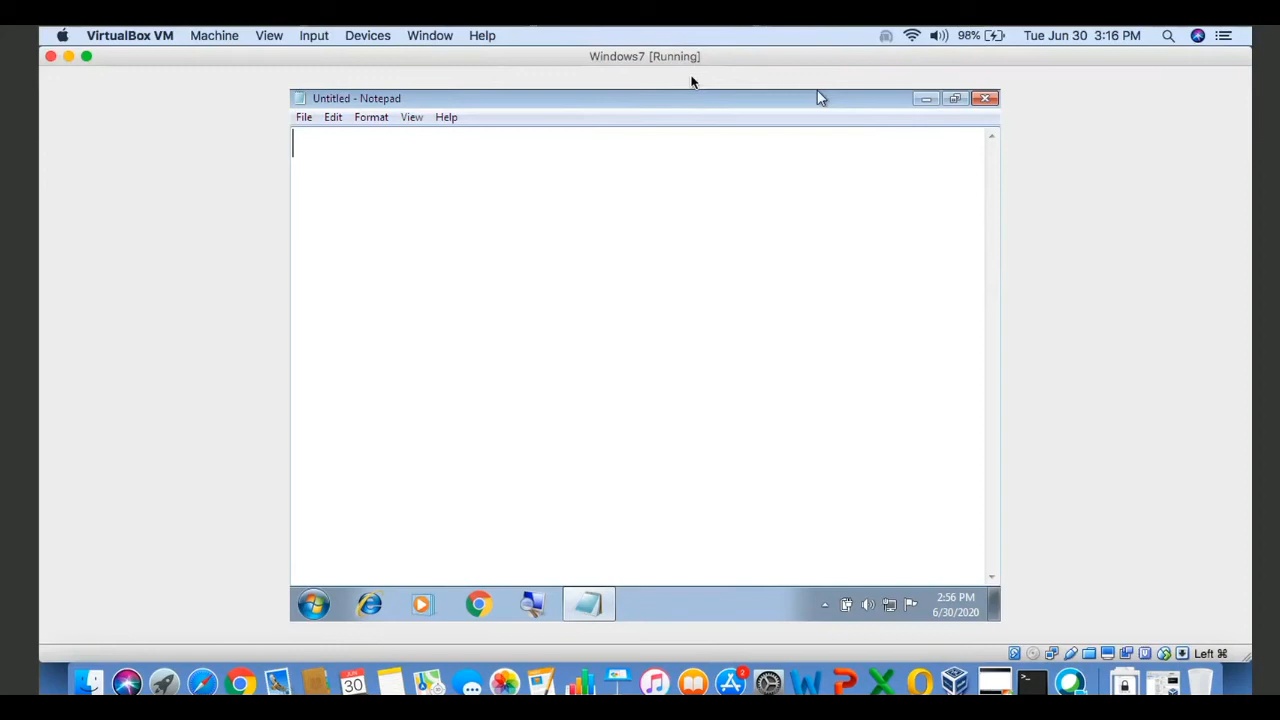 VirtualBox VM Machine View Input Devices Window Help 98% Tue Jun 30 3:16 PM
Windows7 [Running]
Untitled - Notepad
File Edit Format View Help
2:56 PM
6/30/2020
Left ⌘
30
2